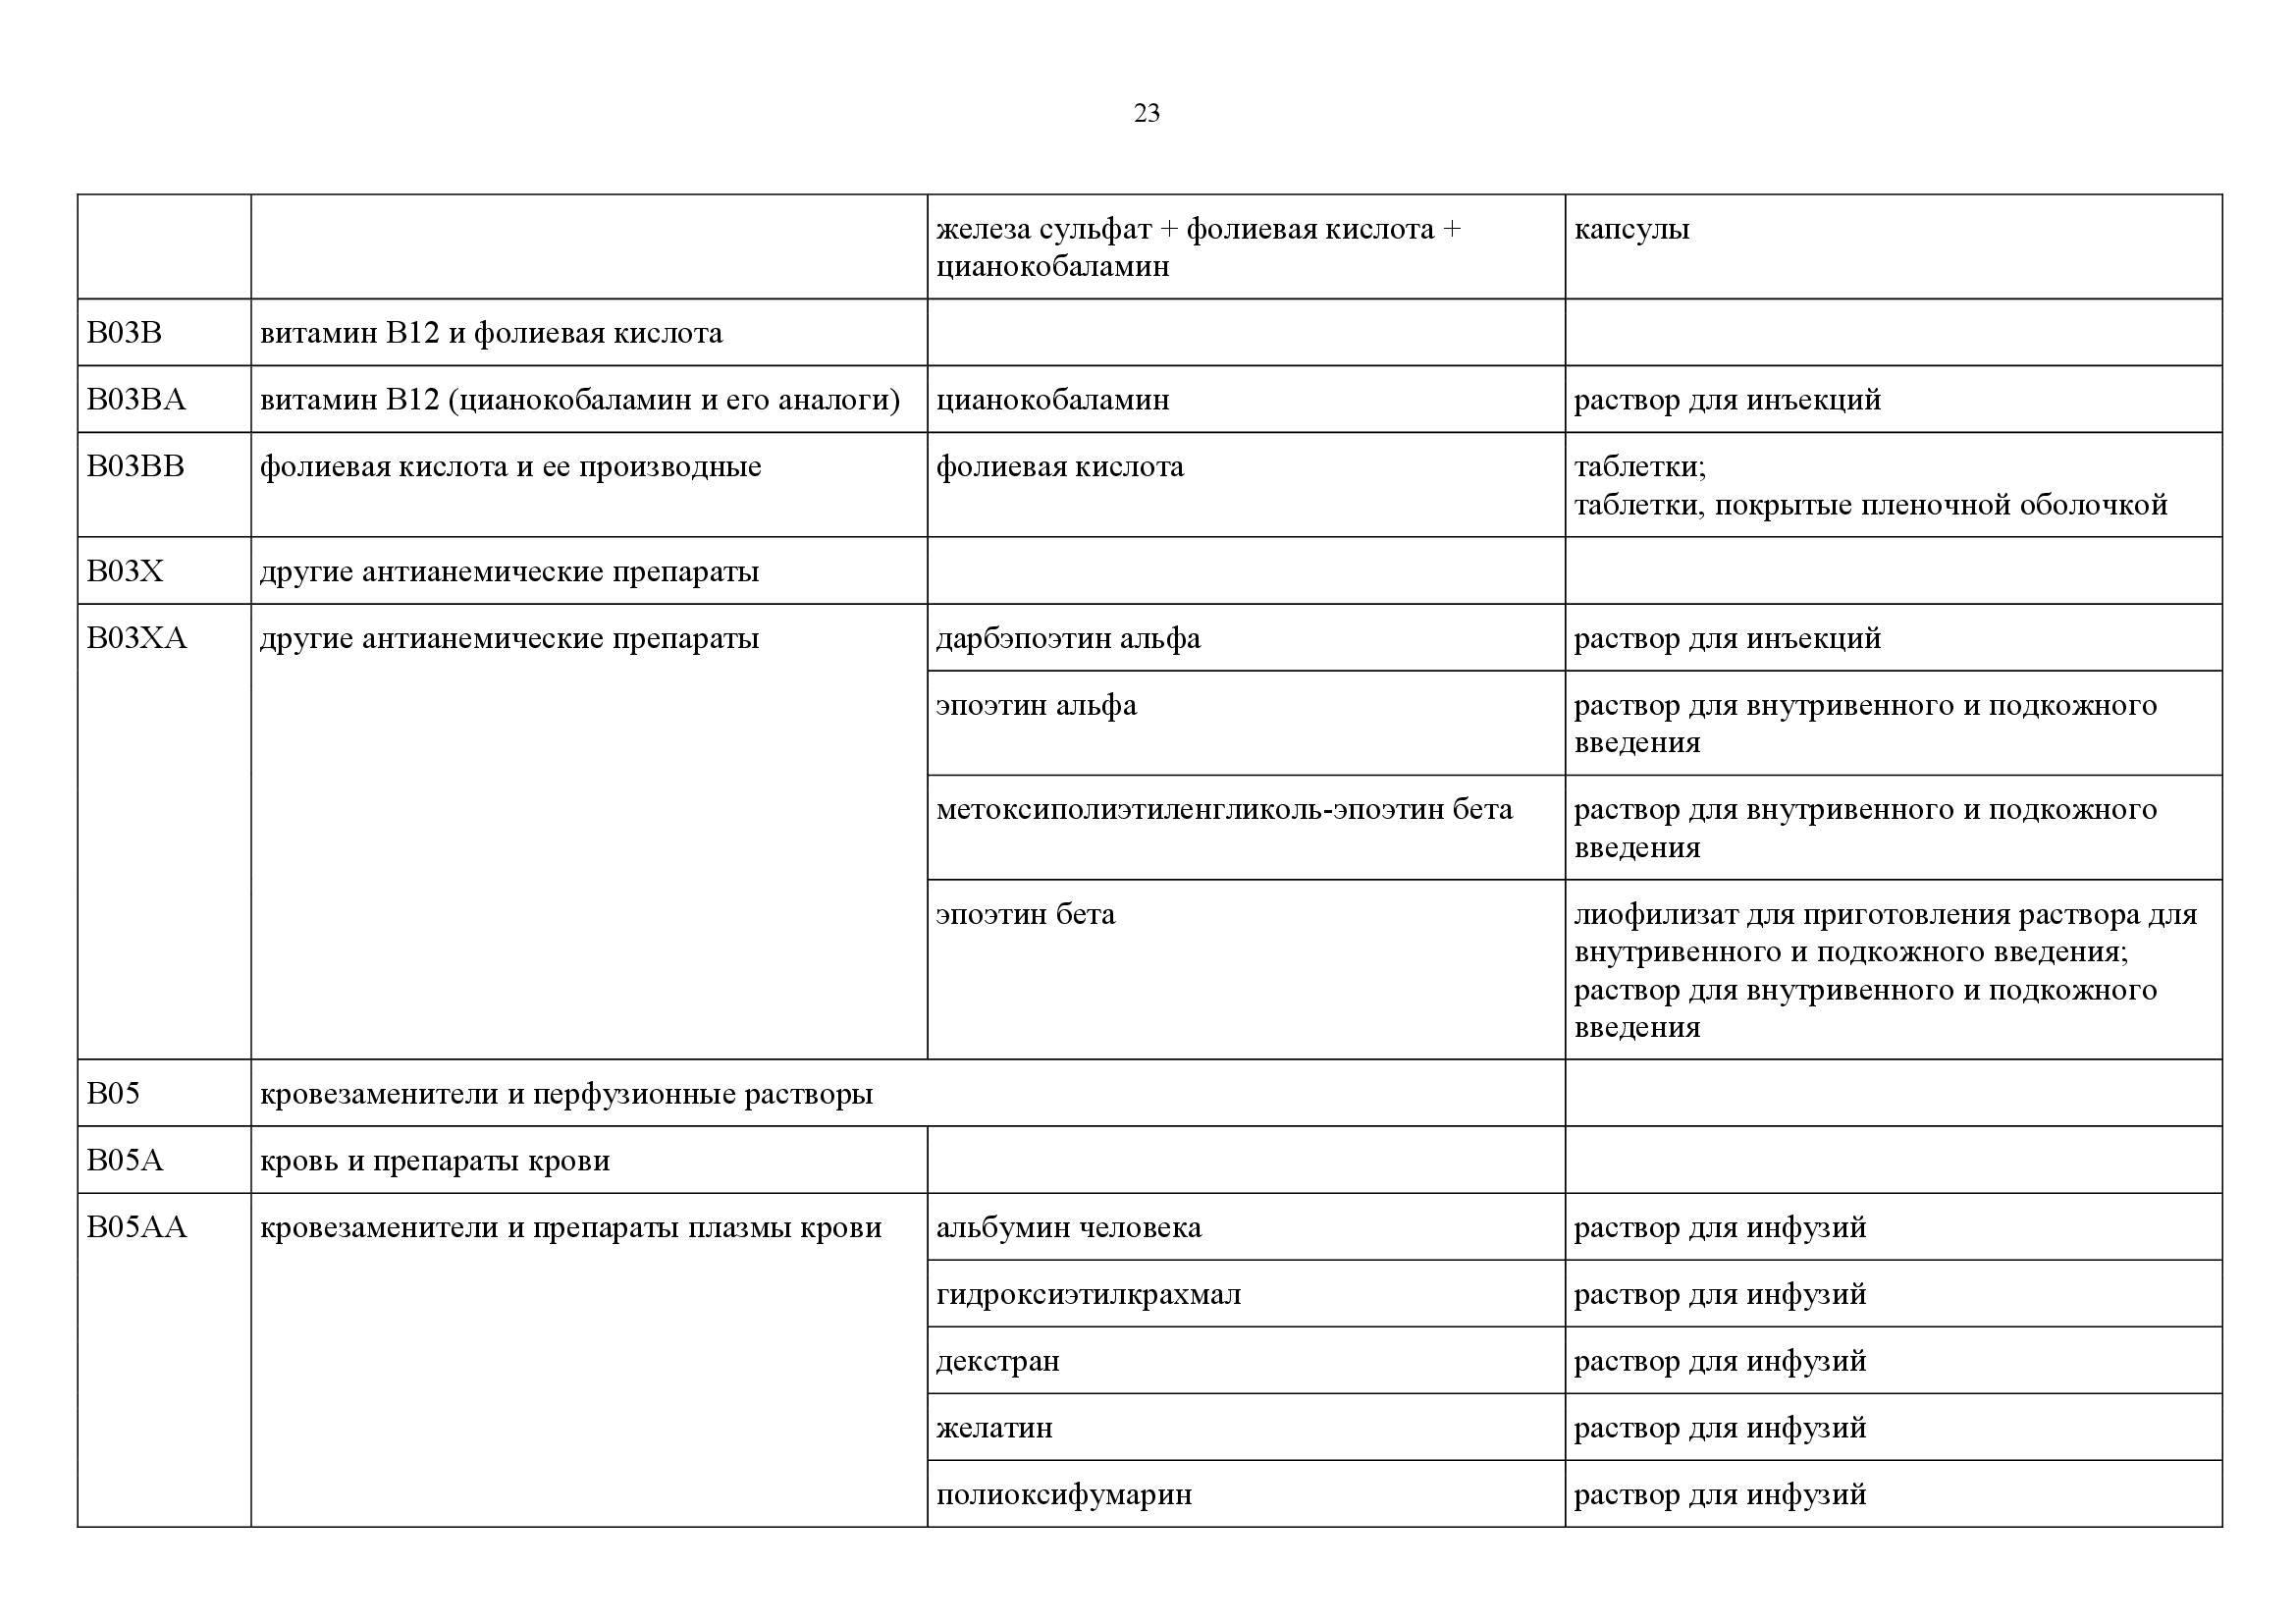 23
железа сульфат + фолиевая кислота +
цианокобаламин
капсулы
B03B
витамин B12 и фолиевая кислота
B03BA
витамин B12 (цианокобаламин и его аналоги)
цианокобаламин
раствор для инъекций
B03BB
фолиевая кислота и ее производные
фолиевая кислота
таблетки;
таблетки, покрытые пленочной оболочкой
B03X
другие антианемические препараты
B03XA
другие антианемические препараты
дарбэпоэтин альфа
раствор для инъекций
эпоэтин альфа
раствор для внутривенного и подкожного
введения
метоксиполиэтиленгликоль-эпоэтин бета
раствор для внутривенного и подкожного
введения
эпоэтин бета
лиофилизат для приготовления раствора для
внутривенного и подкожного введения;
раствор для внутривенного и подкожного
введения
B05
кровезаменители и перфузионные растворы
B05A
кровь и препараты крови
B05AA
кровезаменители и препараты плазмы крови
альбумин человека
раствор для инфузий
гидроксиэтилкрахмал
раствор для инфузий
декстран
раствор для инфузий
желатин
раствор для инфузий
полиоксифумарин
раствор для инфузий